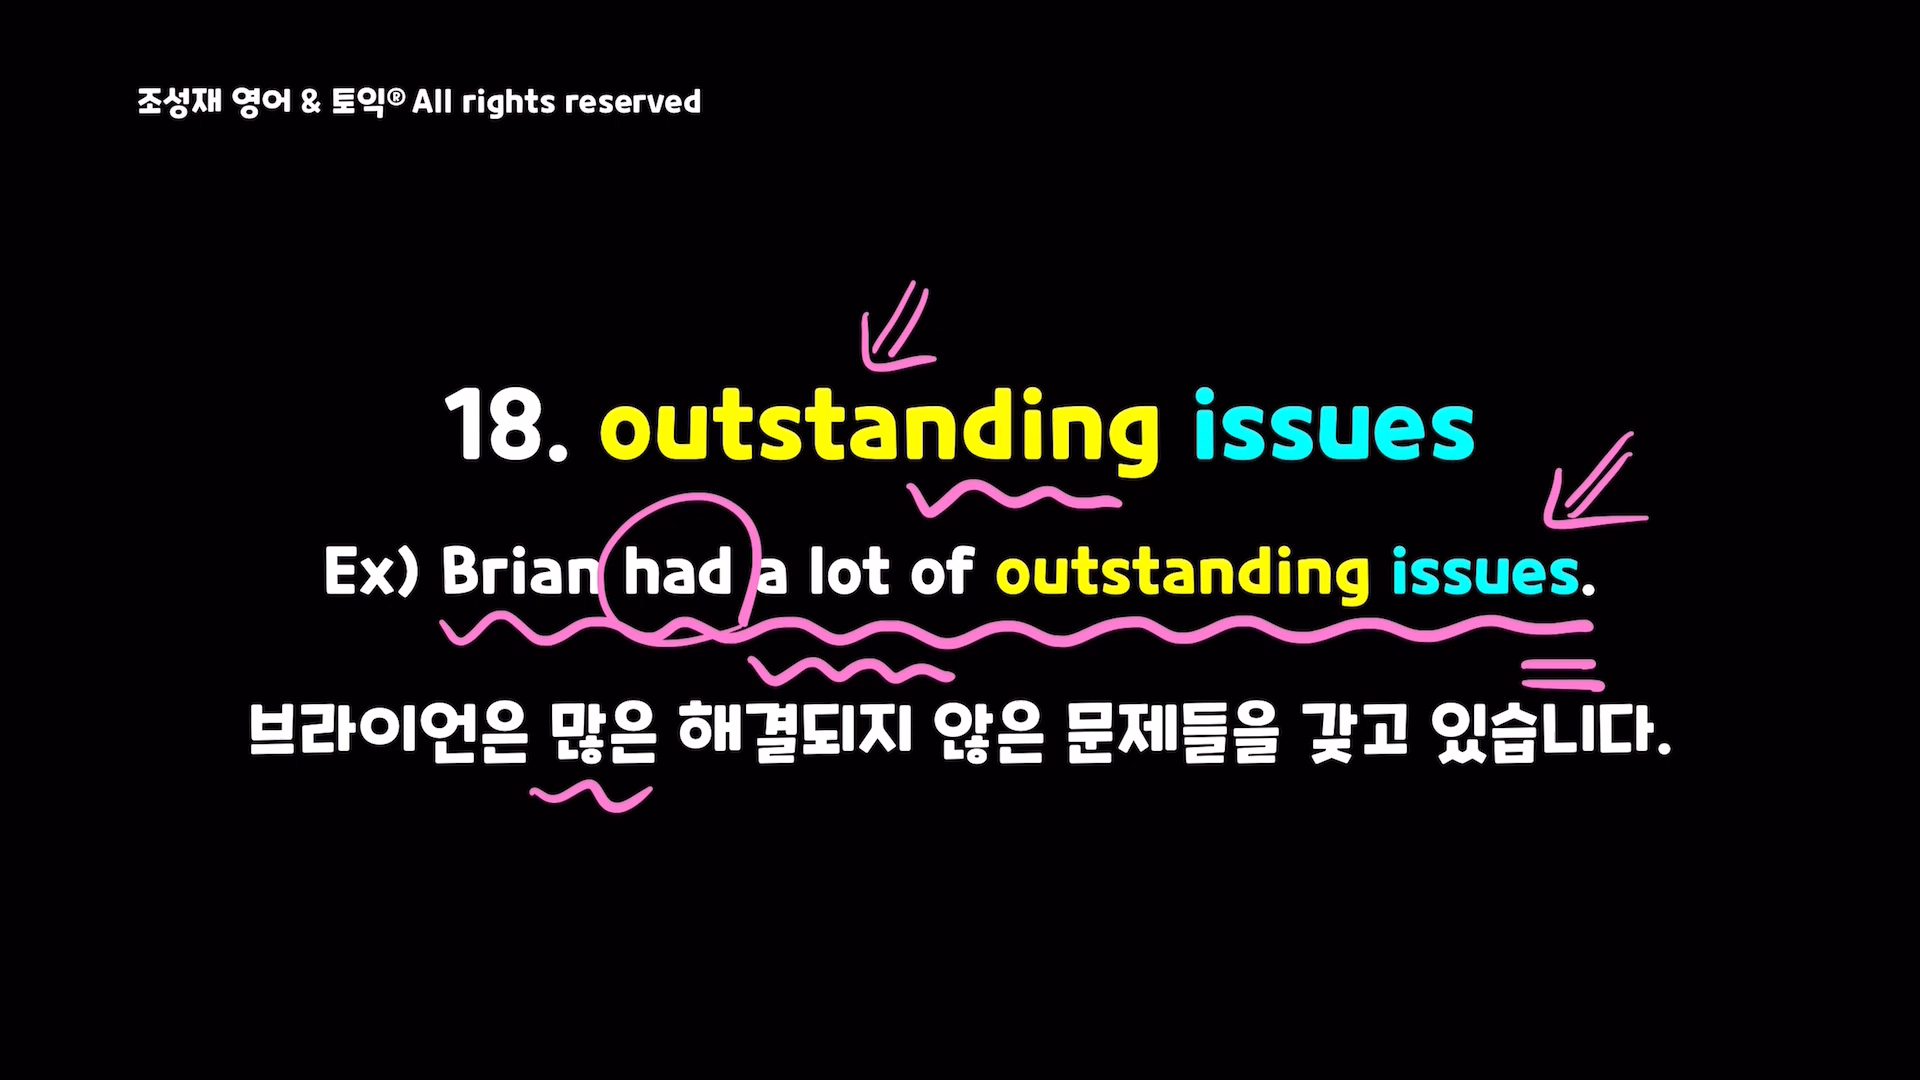 조성재 영어 & 토익® All rights reserved
18. outstanding issues
Ex) Brian had a lot of outstanding issues.
브라이언은 많은 해결되지 않은 문제들을 갖고 있습니다.